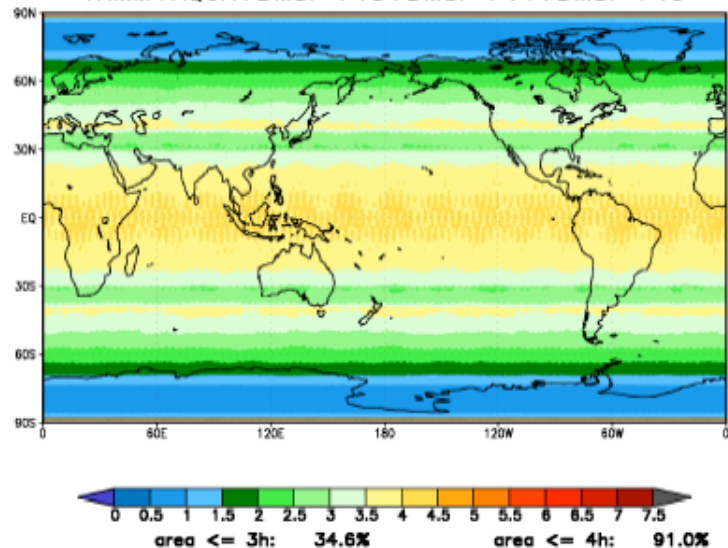 90N
60N
30N
EQ
30S
60S
90S
0 60E 120E 180 120W 60W 0
0 0.5 1 1.5 2 2.5 3 3.5 4 4.5 5 5.5 6 6.5 7 7.5
area <= 3h: 34.6% area <= 4h: 91.0%